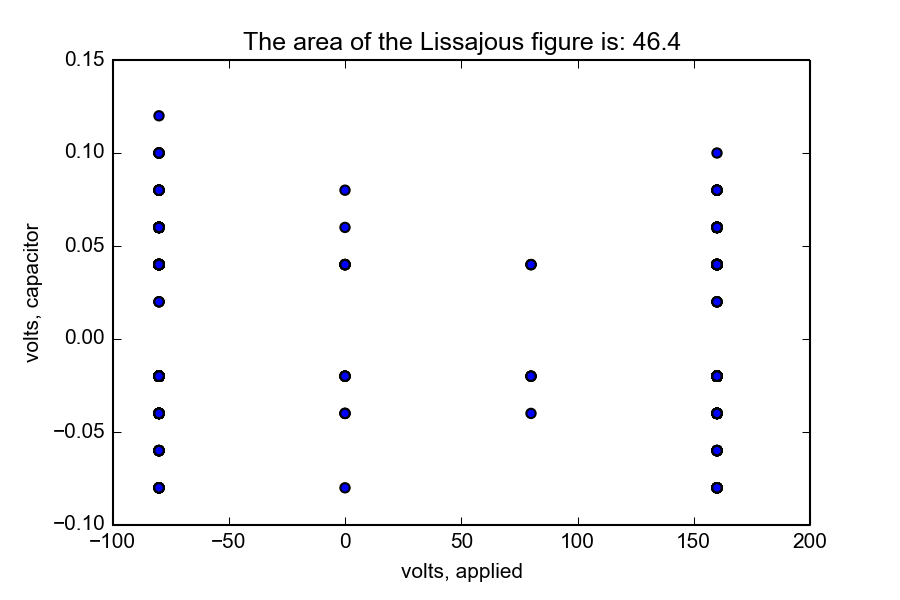 The area of the Lissajous figure is: 46.4
0.15
0.10
0.05
0.00
−0.05
−0.10
volts, capacitor
−100 −50 0 50 100 150 200
volts, applied